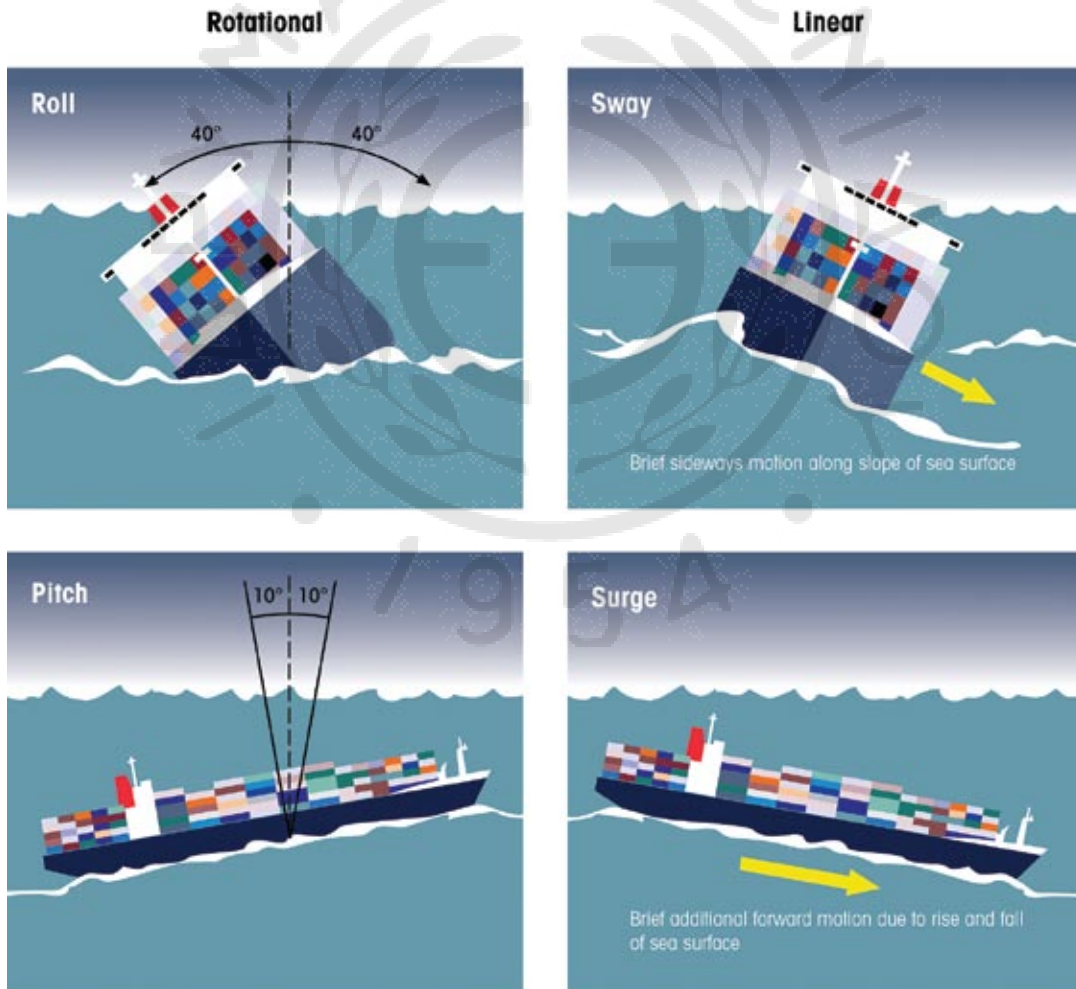 Rotational
Linear
Roll
40°
40°
Sway
Brief sideways motion along slope of sea surface
Pitch
10°
10°
Surge
Brief additional forward motion due to rise and fall
of sea surface
1954